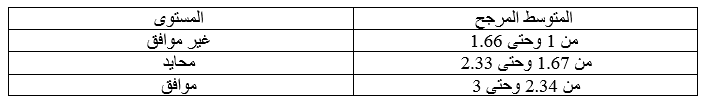 المتوسط المرجح المستوى
من 1 وحتى 1.66 غير موافق
من 1.67 وحتى 2.33 محايد
من 2.34 وحتى 3 موافق